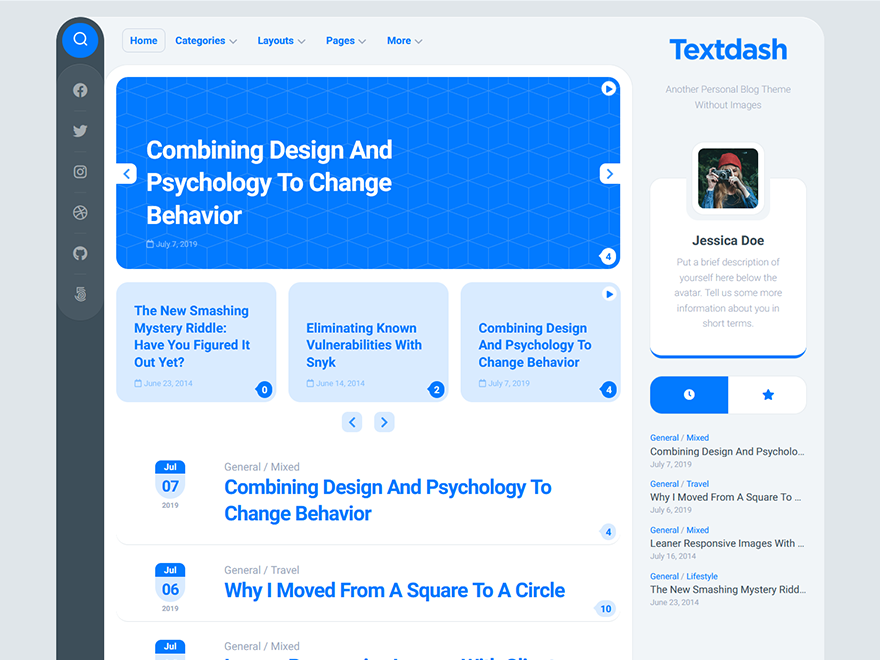 Home Categories Layouts Pages More
Combining Design And
Psychology To Change
Behavior
July 7, 2019
4
The New Smashing
Mystery Riddle:
Have You Figured It
Out Yet?
June 23, 2014
0
Eliminating Known
Vulnerabilities With
Snyk
June 14, 2014
2
Combining Design
And Psychology To
Change Behavior
July 7, 2019
4
Jul
07
2019
General / Mixed
Combining Design And Psychology To
Change Behavior
4
Jul
06
2019
General / Travel
Why I Moved From A Square To A Circle
10
Jul
General / Mixed
Textdash
Another Personal Blog Theme
Without Images
Jessica Doe
Put a brief description of
yourself here below the
avatar. Tell us some more
information about you in
short terms.
General / Mixed
Combining Design And Psycholo...
July 7, 2019
General / Travel
Why I Moved From A Square To ...
July 6, 2019
General / Mixed
Leaner Responsive Images With ...
July 16, 2014
General / Lifestyle
The New Smashing Mystery Ridd...
June 23, 2014